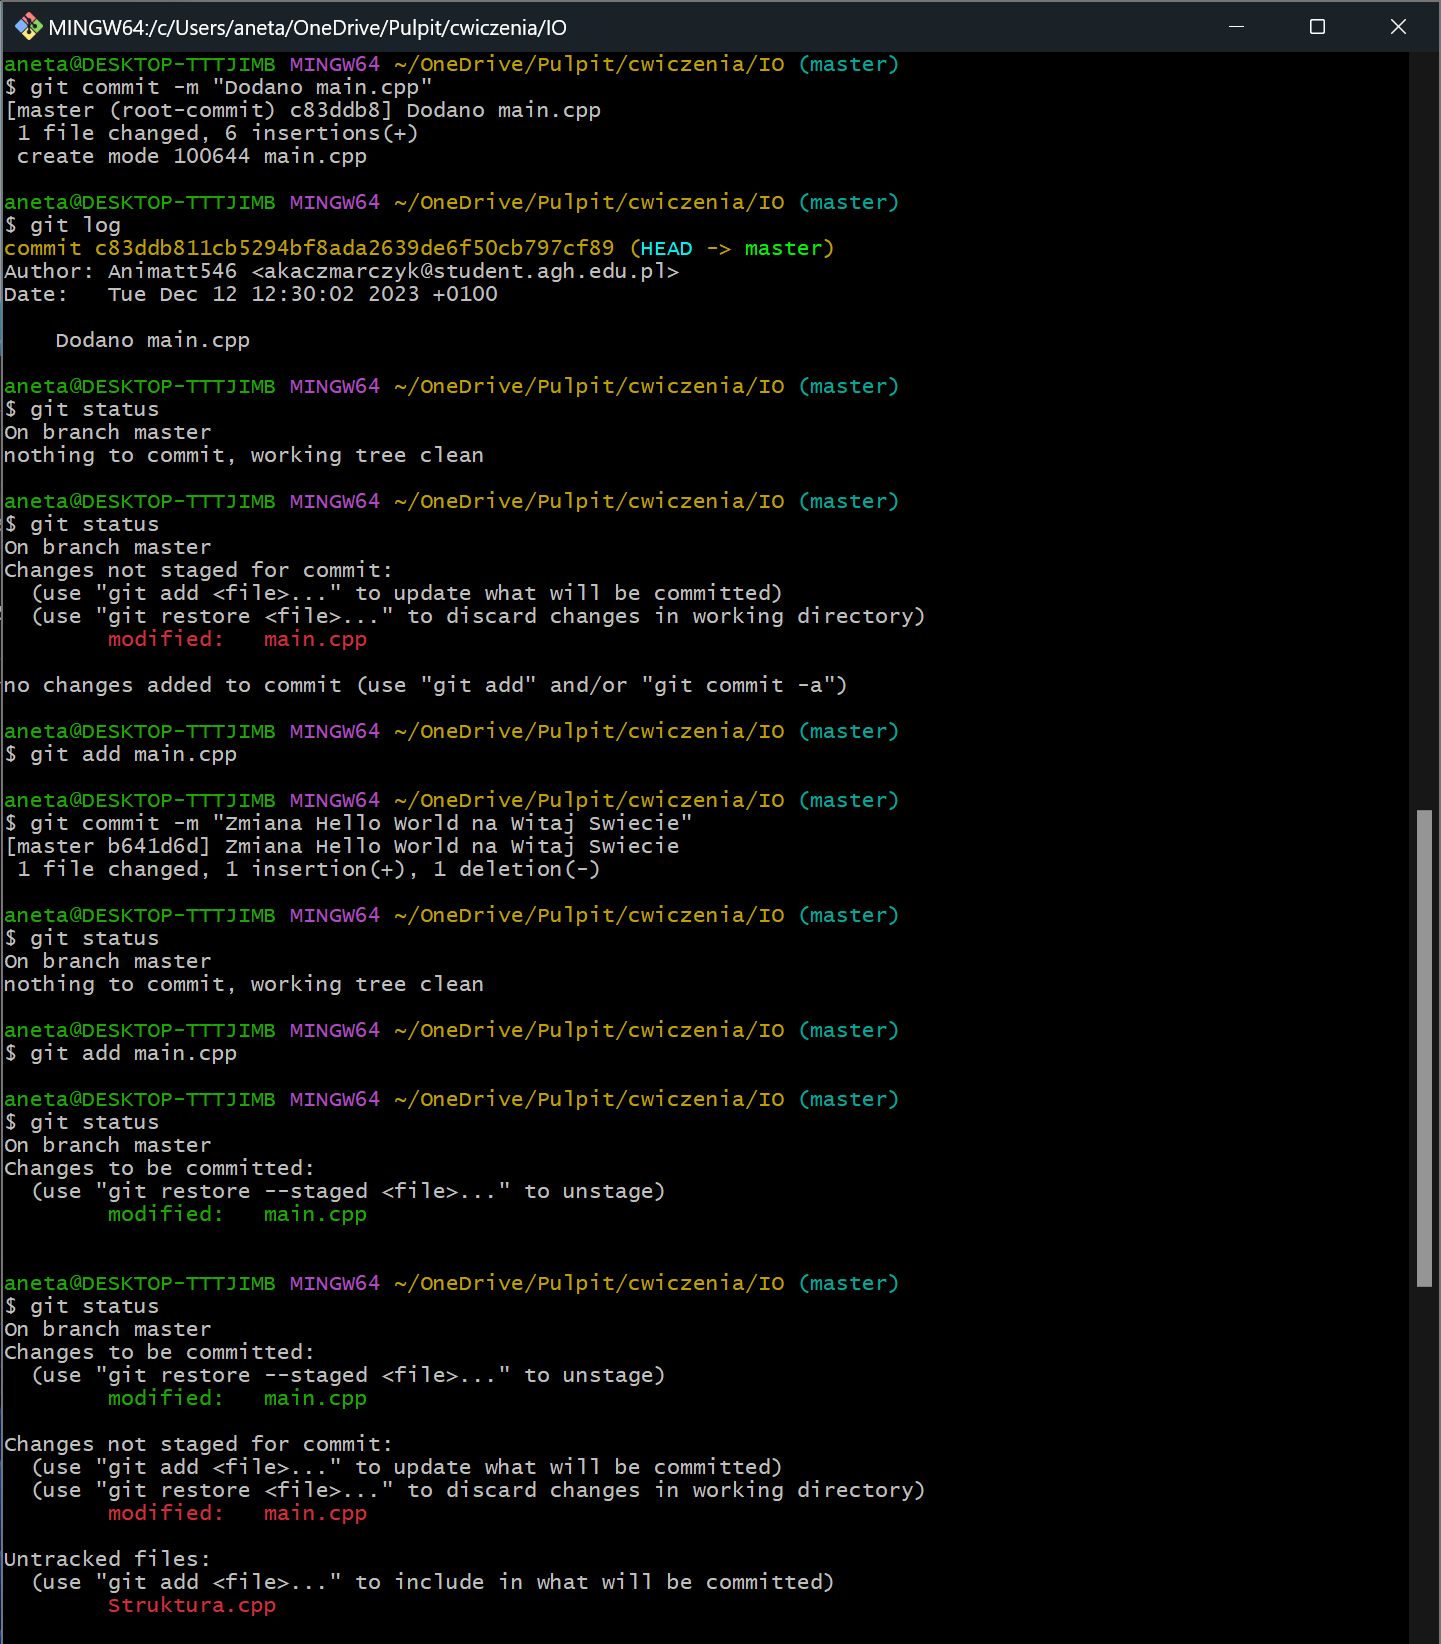 MINGW64:/c/Users/aneta/OneDrive/Pulpit/cwiczenia/IO
aneta@DESKTOP-TTTJIMB MINGW64 ~/OneDrive/Pulpit/cwiczenia/IO (master)
$ git commit -m "Dodano main.cpp"
[master (root-commit) c83ddb8] Dodano main.cpp
 1 file changed, 6 insertions(+)
 create mode 100644 main.cpp

aneta@DESKTOP-TTTJIMB MINGW64 ~/OneDrive/Pulpit/cwiczenia/IO (master)
$ git log
commit c83ddb811cb5294bf8ada2639de6f50cb797cf89 (HEAD -> master)
Author: Animatt546 <akaczmarczyk@student.agh.edu.pl>
Date:   Tue Dec 12 12:30:02 2023 +0100

    Dodano main.cpp

aneta@DESKTOP-TTTJIMB MINGW64 ~/OneDrive/Pulpit/cwiczenia/IO (master)
$ git status
On branch master
nothing to commit, working tree clean

aneta@DESKTOP-TTTJIMB MINGW64 ~/OneDrive/Pulpit/cwiczenia/IO (master)
$ git status
On branch master
Changes not staged for commit:
  (use "git add <file>..." to update what will be committed)
  (use "git restore <file>..." to discard changes in working directory)
        modified:   main.cpp

no changes added to commit (use "git add" and/or "git commit -a")

aneta@DESKTOP-TTTJIMB MINGW64 ~/OneDrive/Pulpit/cwiczenia/IO (master)
$ git add main.cpp

aneta@DESKTOP-TTTJIMB MINGW64 ~/OneDrive/Pulpit/cwiczenia/IO (master)
$ git commit -m "Zmiana Hello World na Witaj Swiecie"
[master b641d6d] Zmiana Hello World na Witaj Swiecie
 1 file changed, 1 insertion(+), 1 deletion(-)

aneta@DESKTOP-TTTJIMB MINGW64 ~/OneDrive/Pulpit/cwiczenia/IO (master)
$ git status
On branch master
nothing to commit, working tree clean

aneta@DESKTOP-TTTJIMB MINGW64 ~/OneDrive/Pulpit/cwiczenia/IO (master)
$ git add main.cpp

aneta@DESKTOP-TTTJIMB MINGW64 ~/OneDrive/Pulpit/cwiczenia/IO (master)
$ git status
On branch master
Changes to be committed:
  (use "git restore --staged <file>..." to unstage)
        modified:   main.cpp

aneta@DESKTOP-TTTJIMB MINGW64 ~/OneDrive/Pulpit/cwiczenia/IO (master)
$ git status
On branch master
Changes to be committed:
  (use "git restore --staged <file>..." to unstage)
        modified:   main.cpp

Changes not staged for commit:
  (use "git add <file>..." to update what will be committed)
  (use "git restore <file>..." to discard changes in working directory)
        modified:   main.cpp

Untracked files:
  (use "git add <file>..." to include in what will be committed)
        Struktura.cpp